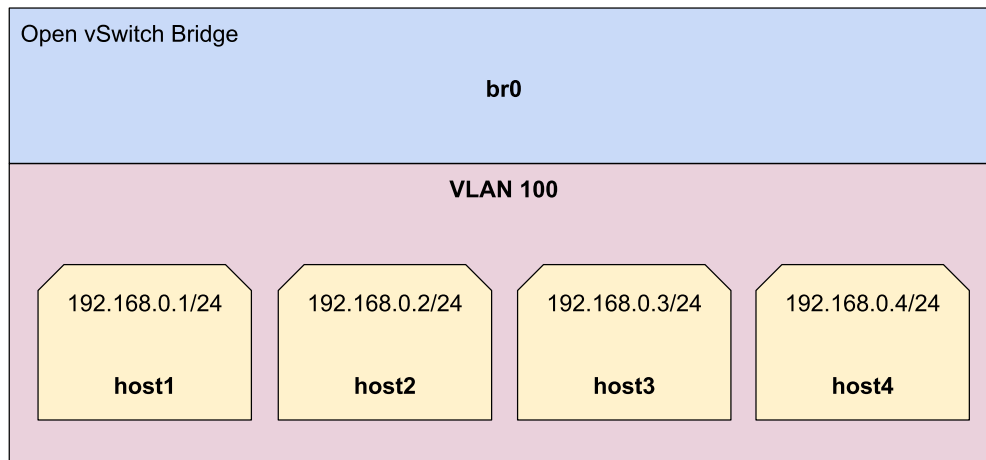 Open vSwitch Bridge
br0
VLAN 100
192.168.0.1/24
host1
192.168.0.2/24
host2
192.168.0.3/24
host3
192.168.0.4/24
host4